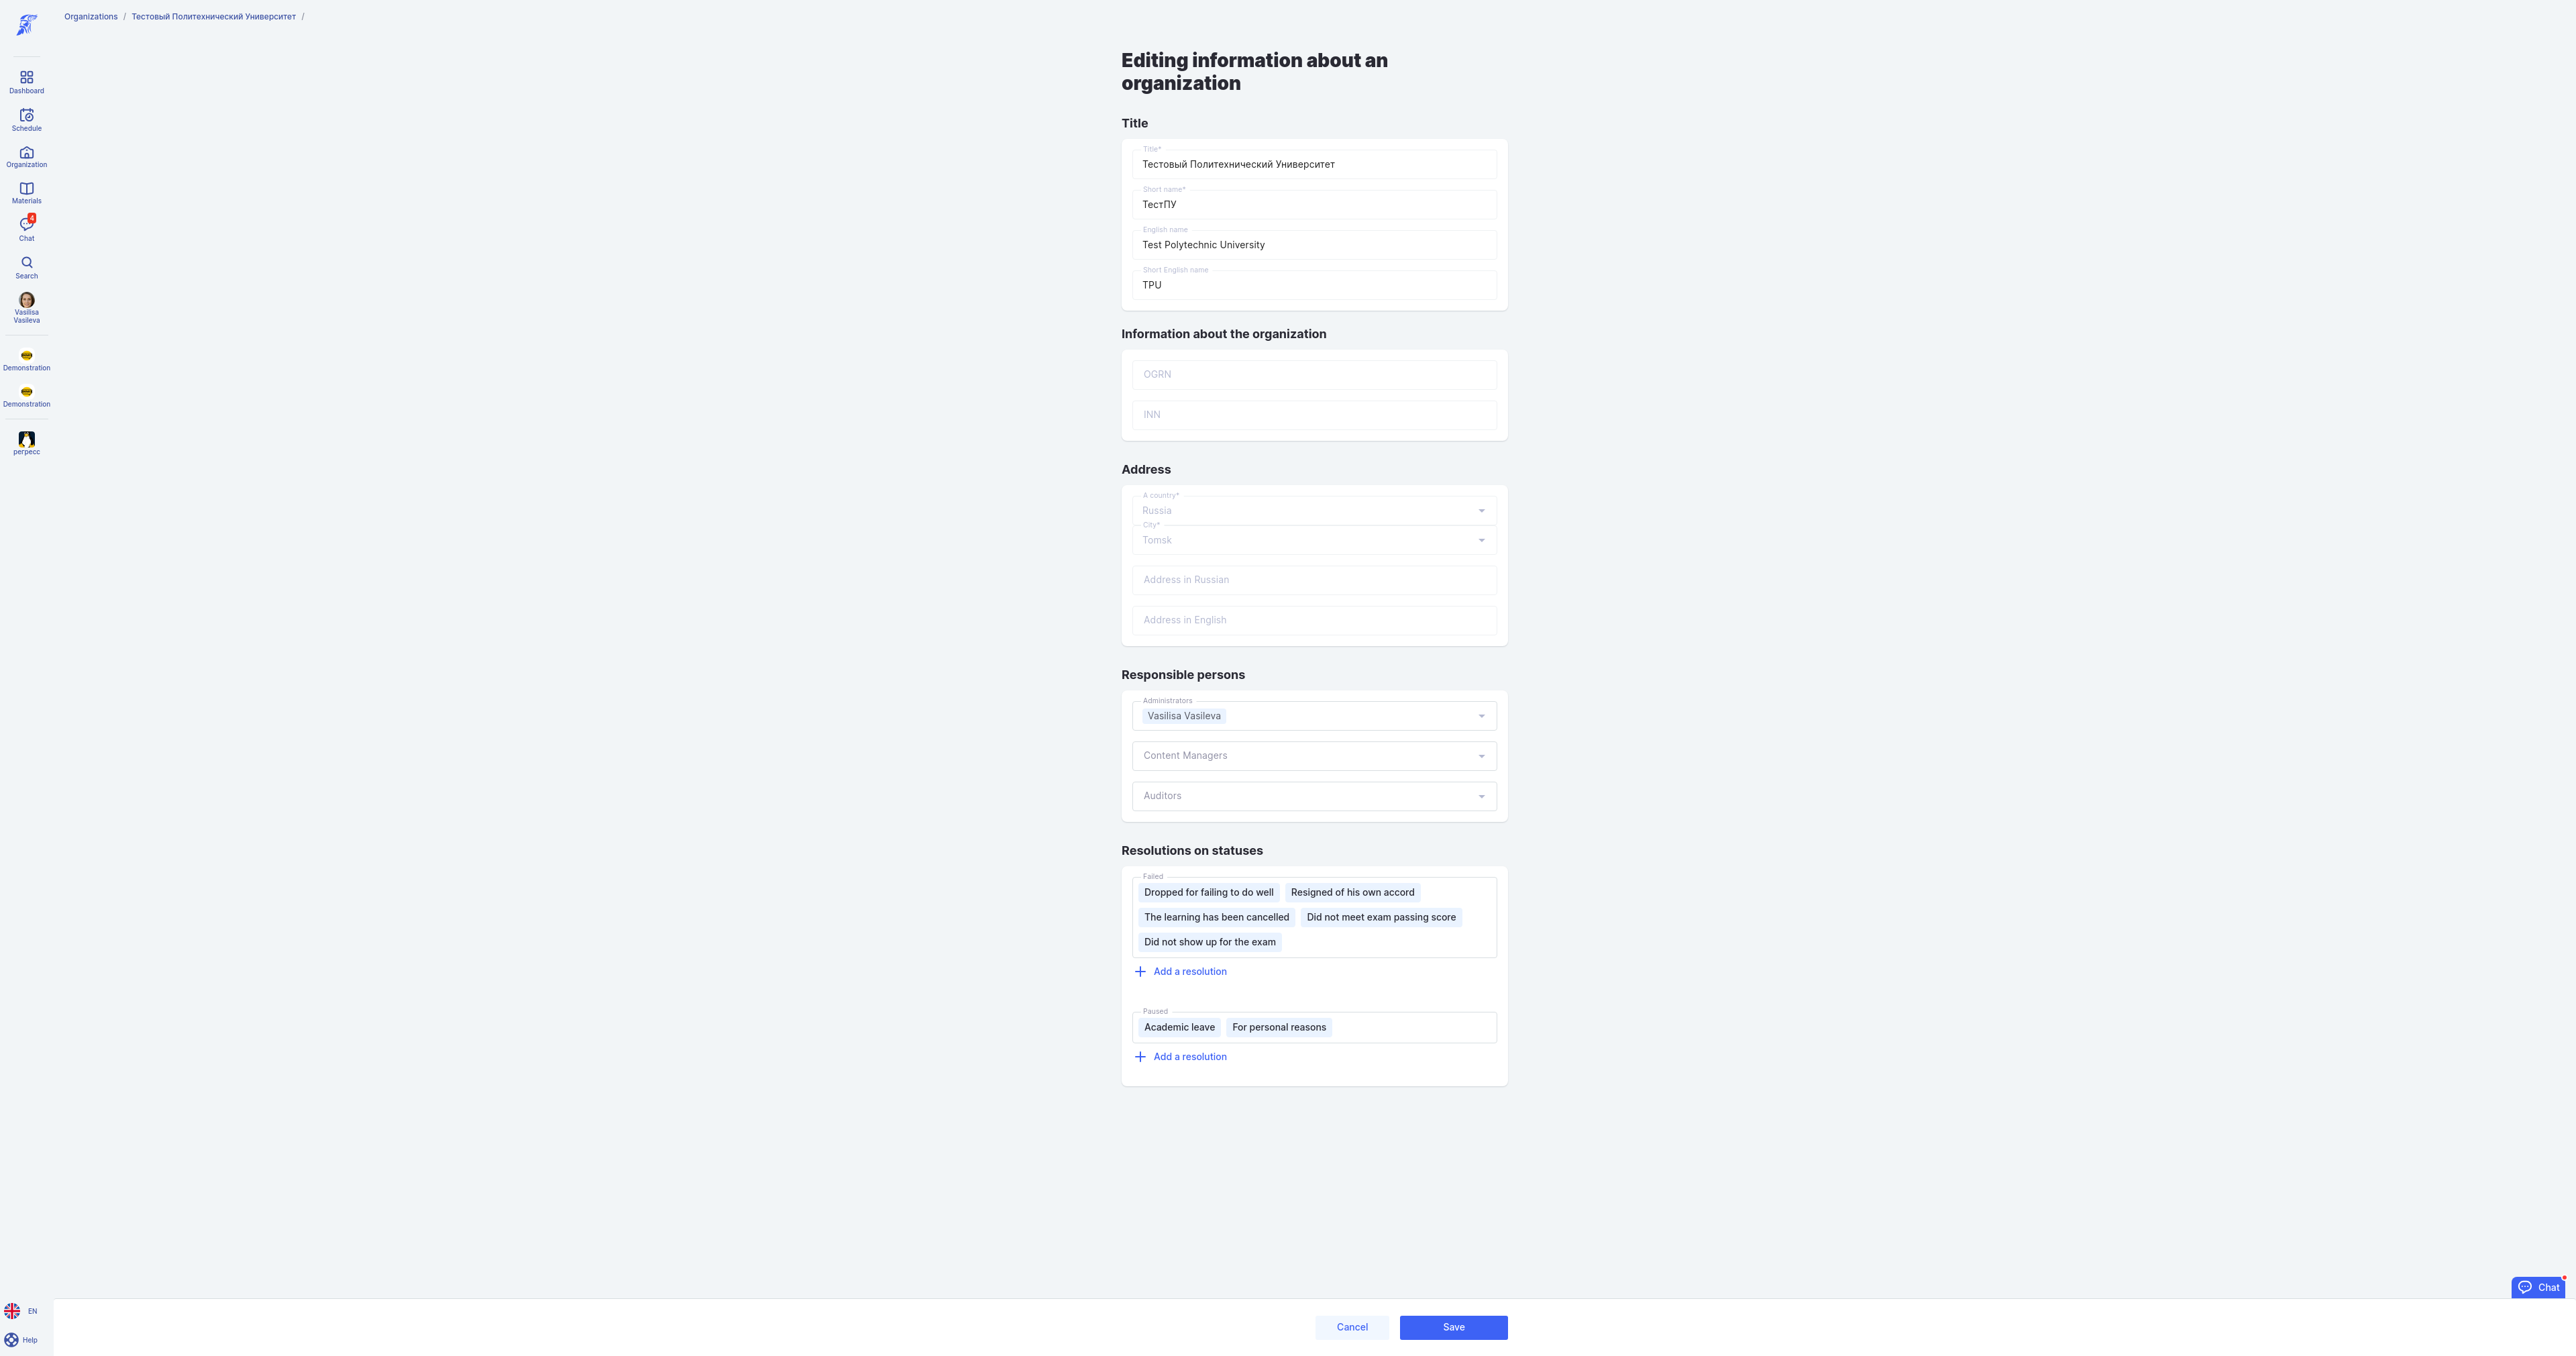 Organizations / Тестовый Политехнический Университет /
Dashboard
Schedule
Organization
Materials
4
Chat
Search
Vasilisa
Vasileva
Demonstration
Demonstration
регресс
EN
Help
Editing information about an
organization
Title
Title*
Тестовый Политехнический Университет
Short name*
ТестПУ
English name
Test Polytechnic University
Short English name
TPU
Information about the organization
OGRN
INN
Address
A country*
Russia
City*
Tomsk
Address in Russian
Address in English
Responsible persons
Administrators
Vasilisa Vasileva
Content Managers
Auditors
Resolutions on statuses
Failed
Dropped for failing to do well Resigned of his own accord
The learning has been cancelled Did not meet exam passing score
Did not show up for the exam
Add a resolution
Paused
Academic leave For personal reasons
Add a resolution
Chat
Cancel Save